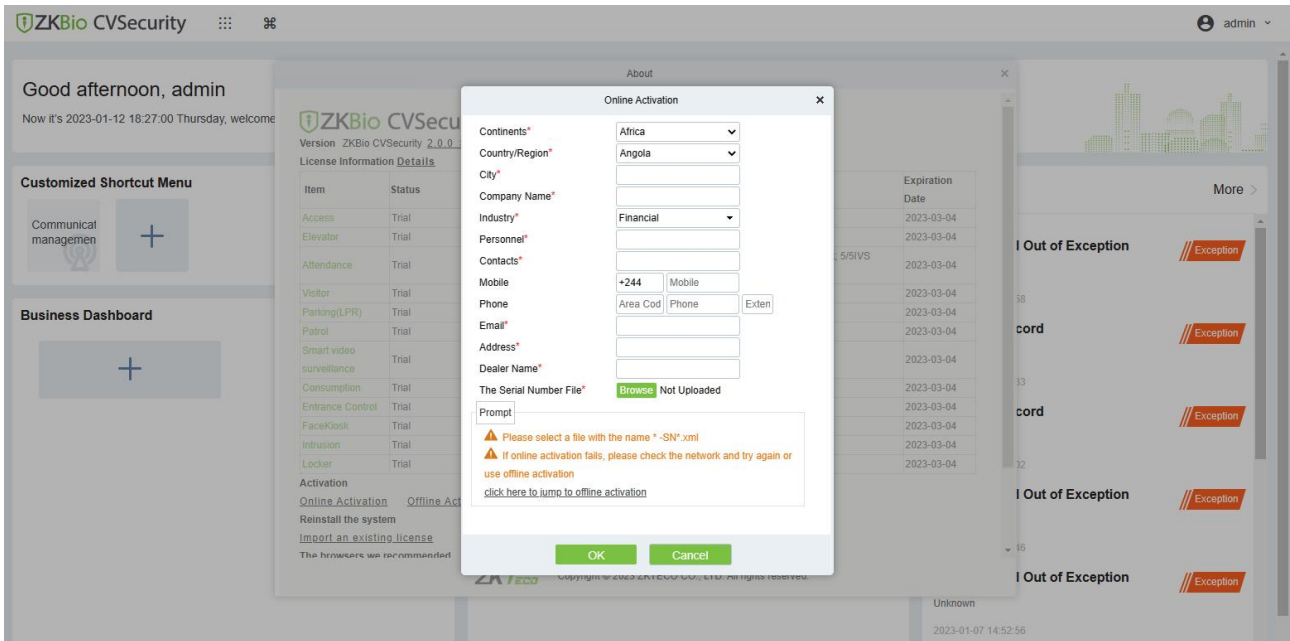 ZKBio CVSecurity
admin
Good afternoon, admin
Now it's 2023-01-12 18:27:00 Thursday, welcome
Customized Shortcut Menu
Communicat
managemen
Business Dashboard
About
ZKBio CVSecu
Version ZKBio CVSecurity 2.0.0
License Information Details
Item Status Expiration
Date
Access Trial 2023-03-04
Elevator Trial 2023-03-04
Attendance Trial 5/5IVS 2023-03-04
Visitor Trial 2023-03-04
Parking(LPR) Trial 2023-03-04
Patrol Trial 2023-03-04
Smart video
surveillance Trial 2023-03-04
Consumption Trial 2023-03-04
Entrance Control Trial 2023-03-04
FaceKiosk Trial 2023-03-04
Intrusion Trial 2023-03-04
Locker Trial 2023-03-04
Activation
Online Activation Offline Act
Reinstall the system
Import an existing license
The browsers we recommended
ZKTECO Copyright © 2023 ZKTECO CO., LTD. All rights reserved.
Online Activation
Continents* Africa
Country/Region* Angola
City*
Company Name*
Industry* Financial
Personnel*
Contacts*
Mobile +244 Mobile
Phone Area Cod Phone Exten
Email*
Address*
Dealer Name*
The Serial Number File* Browse Not Uploaded
Prompt
Please select a file with the name * -SN*.xml
If online activation fails, please check the network and try again or
use offline activation
click here to jump to offline activation
OK Cancel
More
l Out of Exception Exception
58
cord Exception
33
cord Exception
02
l Out of Exception Exception
46
l Out of Exception Exception
Unknown
2023-01-07 14:52:56